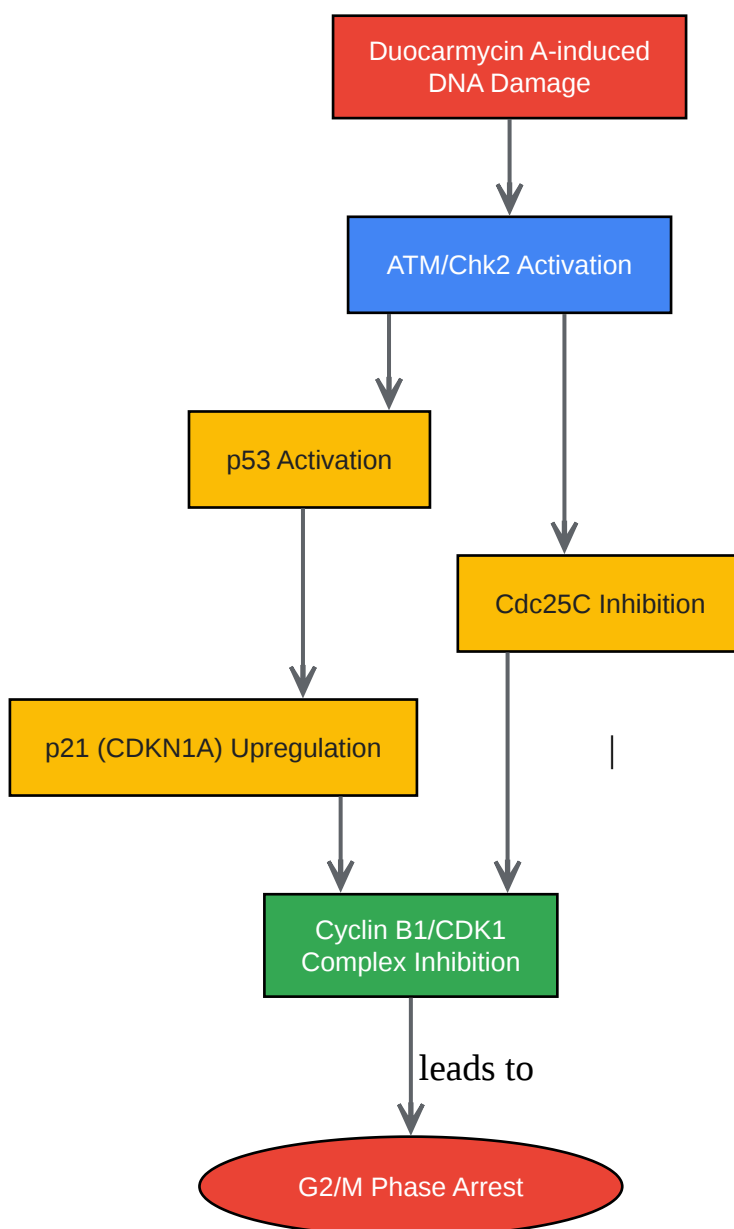 Duocarmycin A-induced
DNA Damage
ATM/Chk2 Activation
p53 Activation
Cdc25C Inhibition
p21 (CDKN1A) Upregulation
|
Cyclin B1/CDK1
Complex Inhibition
leads to
G2/M Phase Arrest